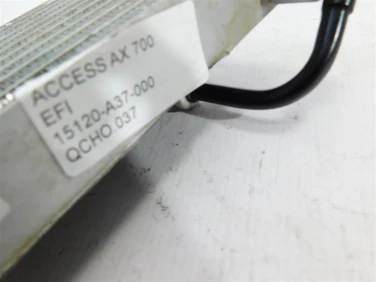 ACCESS AX 700
EFI
15120-A37-000
QCHO 037